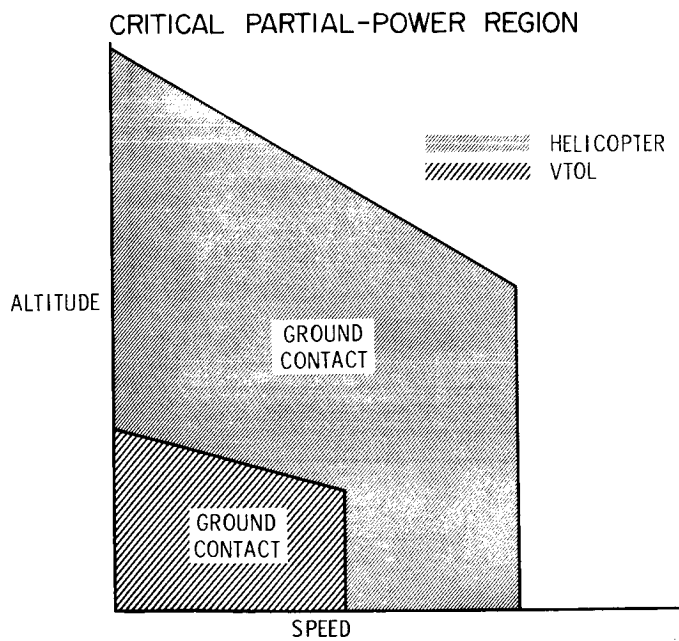 CRITICAL PARTIAL-POWER REGION
HELICOPTER
VTOL
ALTITUDE
GROUND
CONTACT
GROUND
CONTACT
SPEED